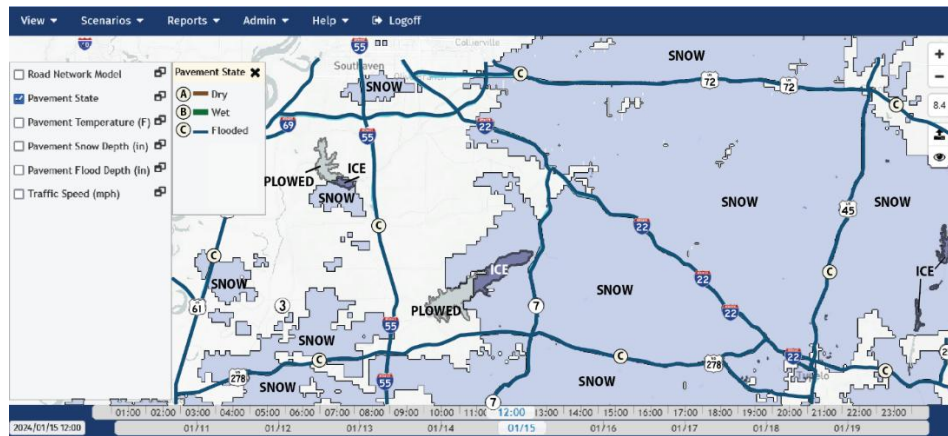 View Scenarios Reports Admin Help Logoff
Road Network Model
Pavement State
Pavement Temperature (F)
Pavement Snow Depth (in)
Pavement Flood Depth (in)
Traffic Speed (mph)
Pavement State
A Dry
B Wet
C Flooded
Southaven
55
SNOW
SNOW
C
72
72
C
69
55
22
PLOWED
ICE
SNOW
SNOW
SNOW
45
SNOW
C
C
22
C
SNOW
ICE
ICE
22
SNOW
61
3
PLOWED
7
22
SNOW
55
C
C
278
22
C
278
SNOW
55
SNOW
Tupelo
7
+
−
8.4
01:00 02:00 03:00 04:00 05:00 06:00 07:00 08:00 09:00 10:00 11:00 12:00 13:00 14:00 15:00 16:00 17:00 18:00 19:00 20:00 21:00 22:00 23:00
2024/01/15 12:00 01/11 01/12 01/13 01/14 01/15 01/16 01/17 01/18 01/19